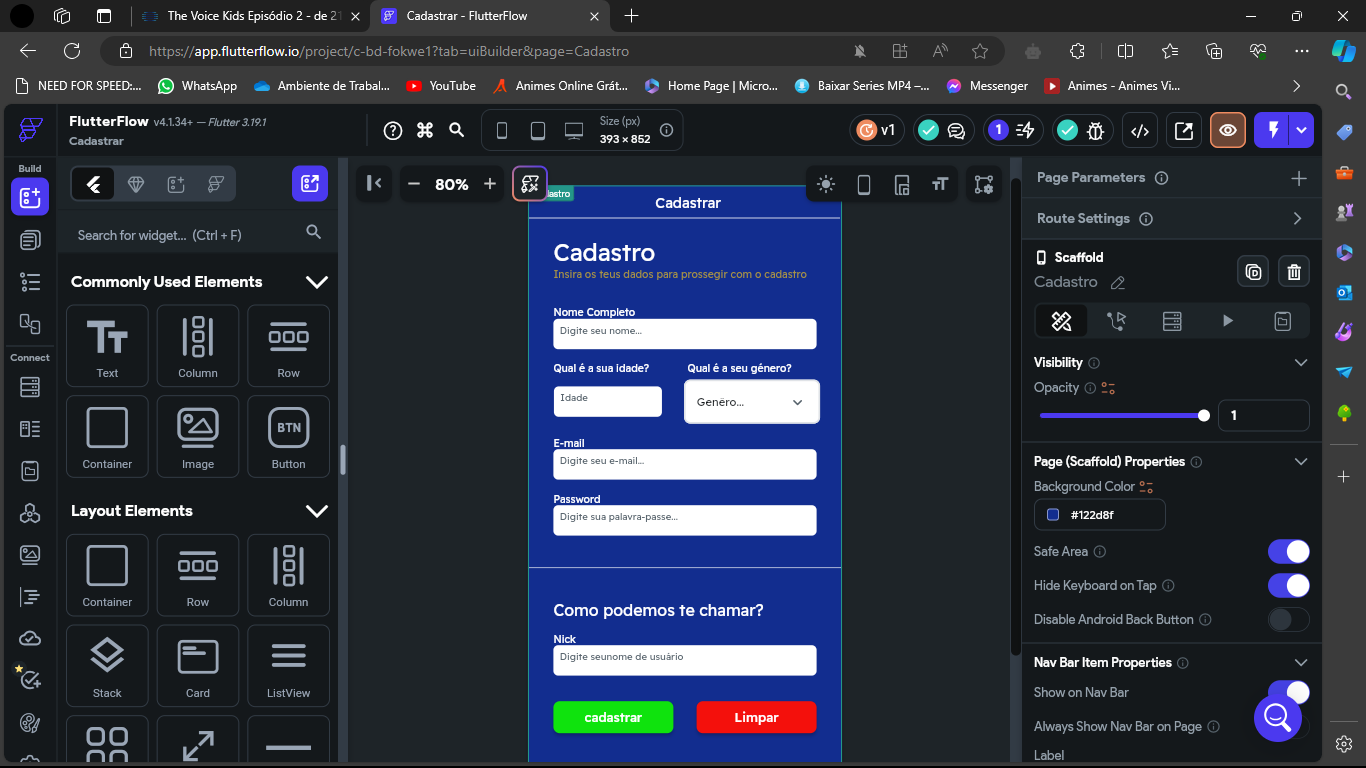 The Voice Kids Episódio 2 - de 21
Cadastrar - FlutterFlow
https://app.flutterflow.io/project/c-bd-fokwe1?tab=uiBuilder&page=Cadastro
NEED FOR SPEED:...
WhatsApp
Ambiente de Trabal...
YouTube
Animes Online Grát...
Home Page | Micro...
Baixar Series MP4 –...
Messenger
Animes - Animes Vi...
FlutterFlow v4.1.34+ — Flutter 3.19.1
Cadastrar
Size (px)
393 × 852
v1
1
Build
Connect
80%
Search for widget... (Ctrl + F)
Commonly Used Elements
Text
Column
Row
Container
Image
BTN
Button
Layout Elements
Container
Row
Column
Stack
Card
ListView
astro
Cadastrar
Cadastro
Insira os teus dados para prossegir com o cadastro
Nome Completo
Digite seu nome...
Qual é a sua idade?
Qual é a seu género?
Idade
Genêro...
E-mail
Digite seu e-mail...
Password
Digite sua palavra-passe...
Como podemos te chamar?
Nick
Digite seunome de usuário
cadastrar
Limpar
Page Parameters
Route Settings
Scaffold
Cadastro
Visibility
Opacity
1
Page (Scaffold) Properties
Background Color
#122d8f
Safe Area
Hide Keyboard on Tap
Disable Android Back Button
Nav Bar Item Properties
Show on Nav Bar
Always Show Nav Bar on Page
Label